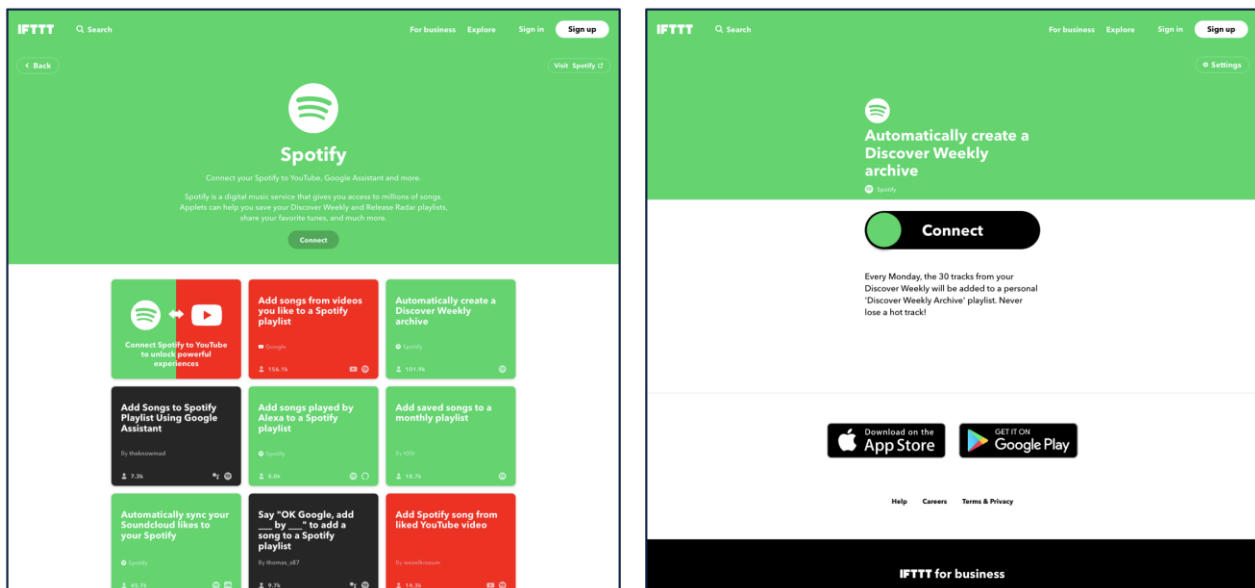 IFTTT Search For business Explore Sign in Sign up
Back Visit Spotify
Spotify
Connect your Spotify to YouTube, Google Assistant and more.
Spotify is a digital music service that gives you access to millions of songs.
Applets can help you save your Discover Weekly and Release Radar playlists,
share your favorite tunes, and much more.
Connect
Connect Spotify to YouTube
to unlock powerful
experiences
Add songs from videos
you like to a Spotify
playlist
Google
156.1k
Automatically create a
Discover Weekly
archive
Spotify
101.9k
Add Songs to Spotify
Playlist Using Google
Assistant
By theknowmad
7.3k
Add songs played by
Alexa to a Spotify
playlist
Spotify
Add saved songs to a
monthly playlist
By
Automatically sync your
Soundcloud likes to
your Spotify
Spotify
45.7k
Say "OK Google, add
___ by ___" to add a
song to a Spotify
playlist
By thomas_s87
9.7k
Add Spotify song from
liked YouTube video
By
14.3k
IFTTT Search For business Explore Sign in Sign up
Settings
Automatically create a
Discover Weekly
archive
Spotify
Connect
Every Monday, the 30 tracks from your
Discover Weekly will be added to a personal
'Discover Weekly Archive' playlist. Never
lose a hot track!
Download on the
App Store
GET IT ON
Google Play
Help Careers Terms & Privacy
IFTTT for business